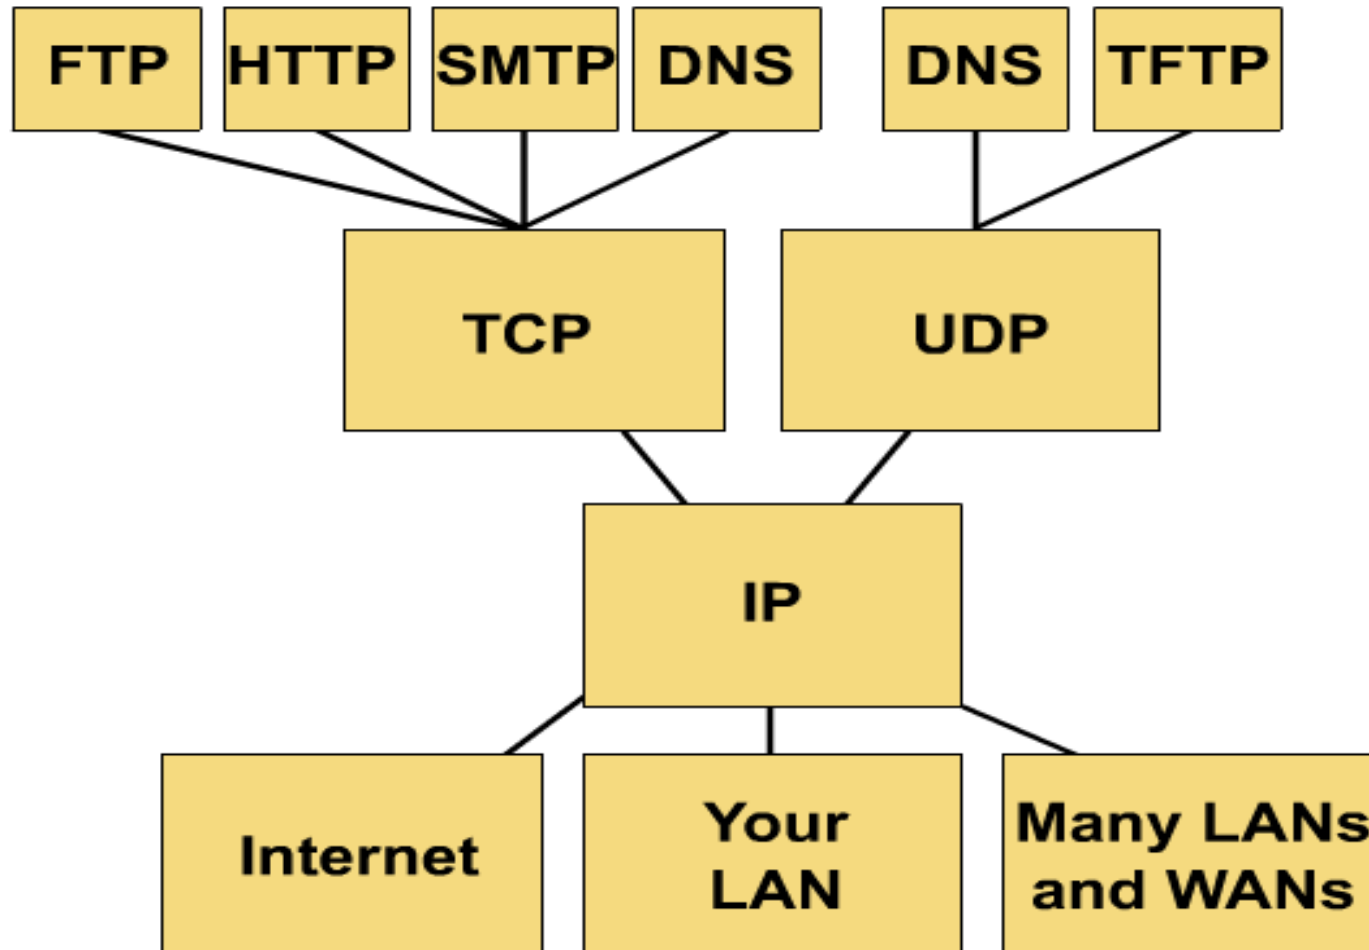 FTP
HTTP
SMTP
DNS
DNS
TFTP
TCP
UDP
IP
Internet
Your
LAN
Many LANs
and WANs